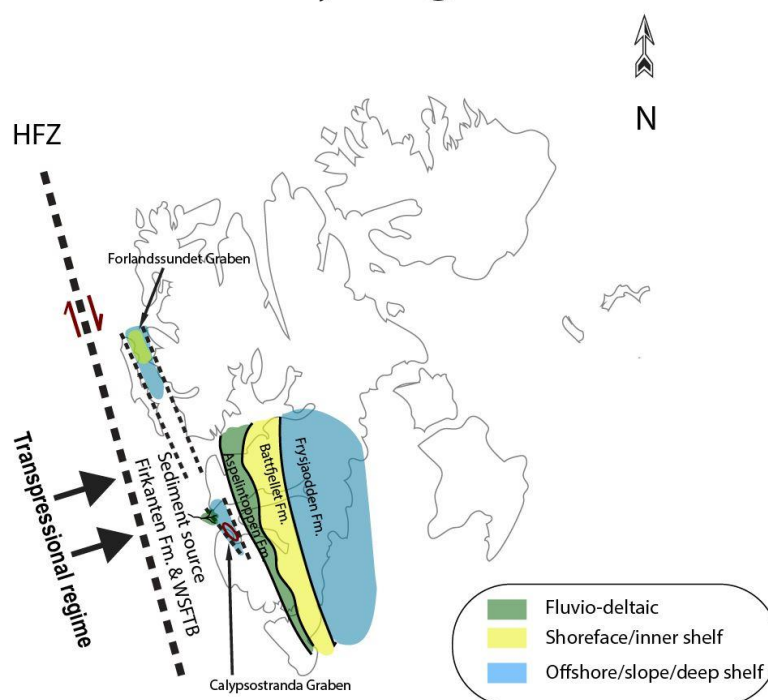 N
HFZ
Forlandssundet Graben
Transpressional regime
Sediment source
Firkanten Fm. & WSFTB
Aspelintoppen Fm.
Battfjellet Fm.
Frysjaodden Fm.
Calypsostranda Graben
Fluvio-deltaic
Shoreface/inner shelf
Offshore/slope/deep shelf